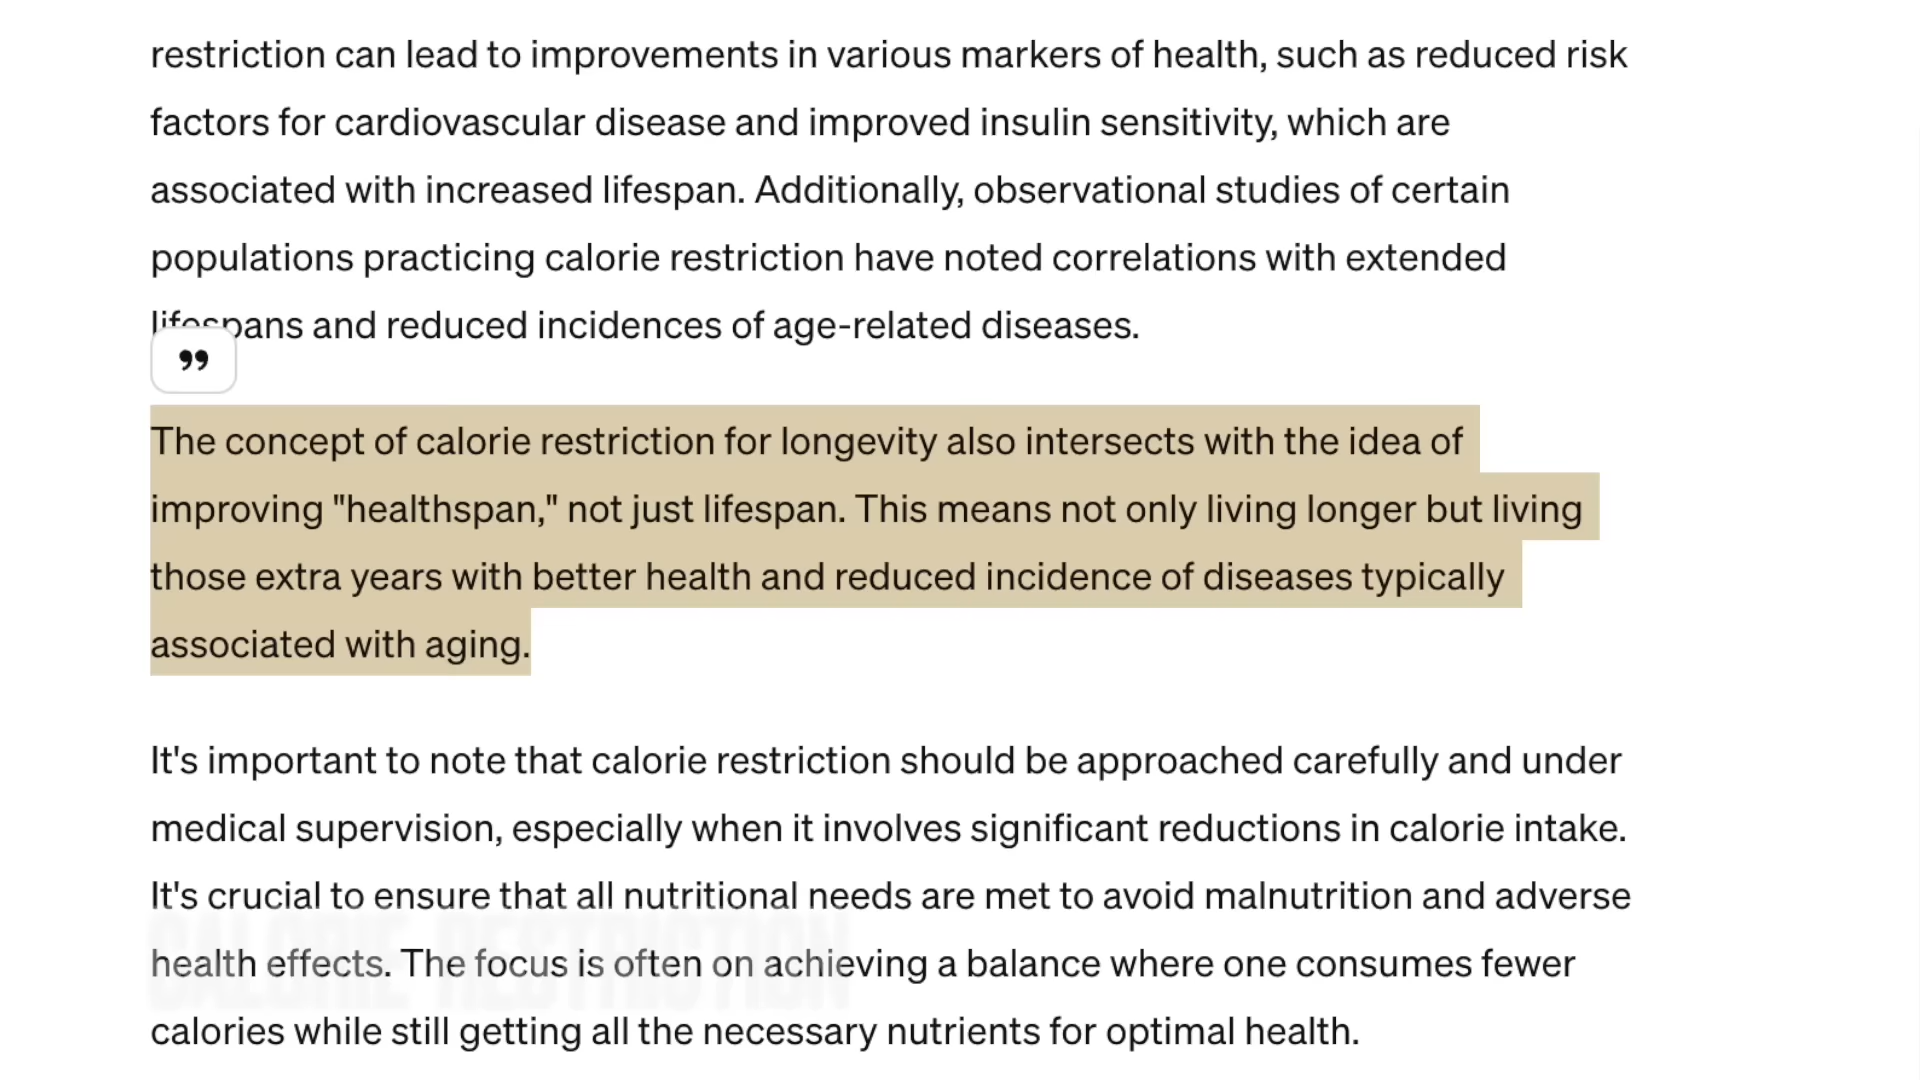 restriction can lead to improvements in various markers of health, such as reduced risk
factors for cardiovascular disease and improved insulin sensitivity, which are
associated with increased lifespan. Additionally, observational studies of certain
populations practicing calorie restriction have noted correlations with extended
lifespans and reduced incidences of age-related diseases.
”
The concept of calorie restriction for longevity also intersects with the idea of
improving "healthspan," not just lifespan. This means not only living longer but living
those extra years with better health and reduced incidence of diseases typically
associated with aging.
It's important to note that calorie restriction should be approached carefully and under
medical supervision, especially when it involves significant reductions in calorie intake.
It's crucial to ensure that all nutritional needs are met to avoid malnutrition and adverse
health effects. The focus is often on achieving a balance where one consumes fewer
CALORIE RESTRICTION
calories while still getting all the necessary nutrients for optimal health.